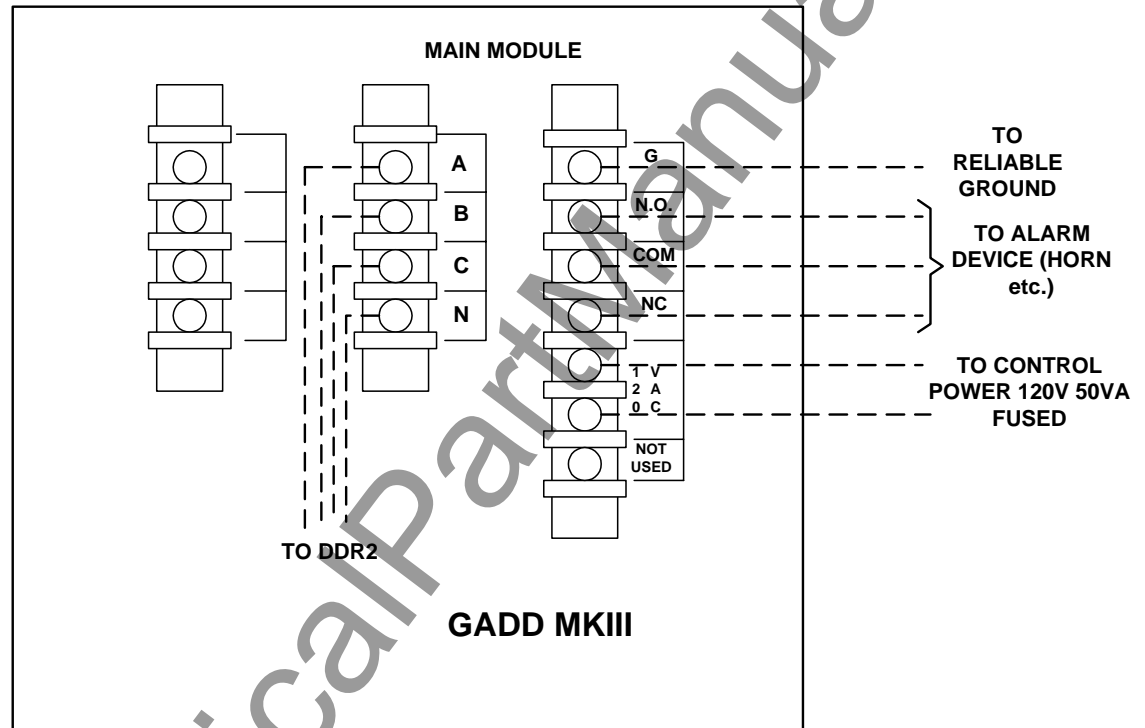 MAIN MODULE
A
B
C
N
G
N.O.
COM
NC
1 V
2 A
0 C
NOT
USED
TO
RELIABLE
GROUND
TO ALARM
DEVICE (HORN
etc.)
TO CONTROL
POWER 120V 50VA
FUSED
TO DDR2
GADD MKIII
icalPartManua